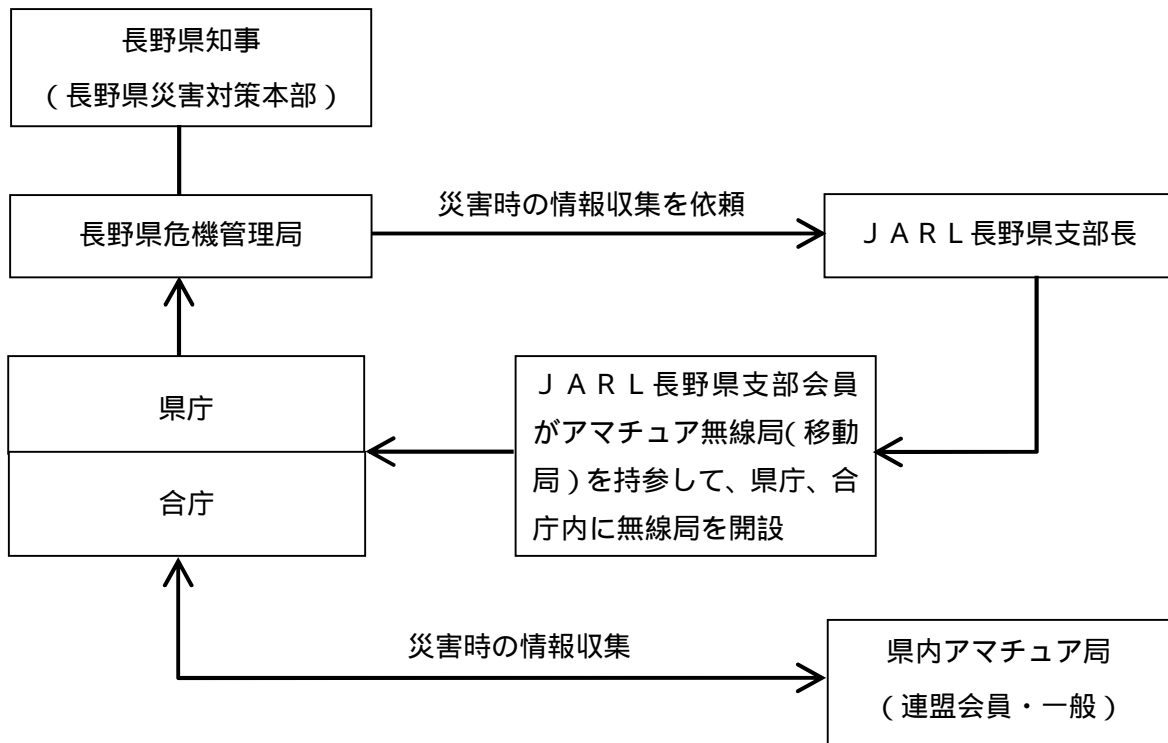 長野県知事
(長野県災害対策本部)
長野県危機管理局
災害時の情報収集を依頼
JARL長野県支部長
県庁
合庁
JARL長野県支部会員
がアマチュア無線局(移動
局)を持参して、県庁、合
庁内に無線局を開設
災害時の情報収集
県内アマチュア局
(連盟会員・一般)